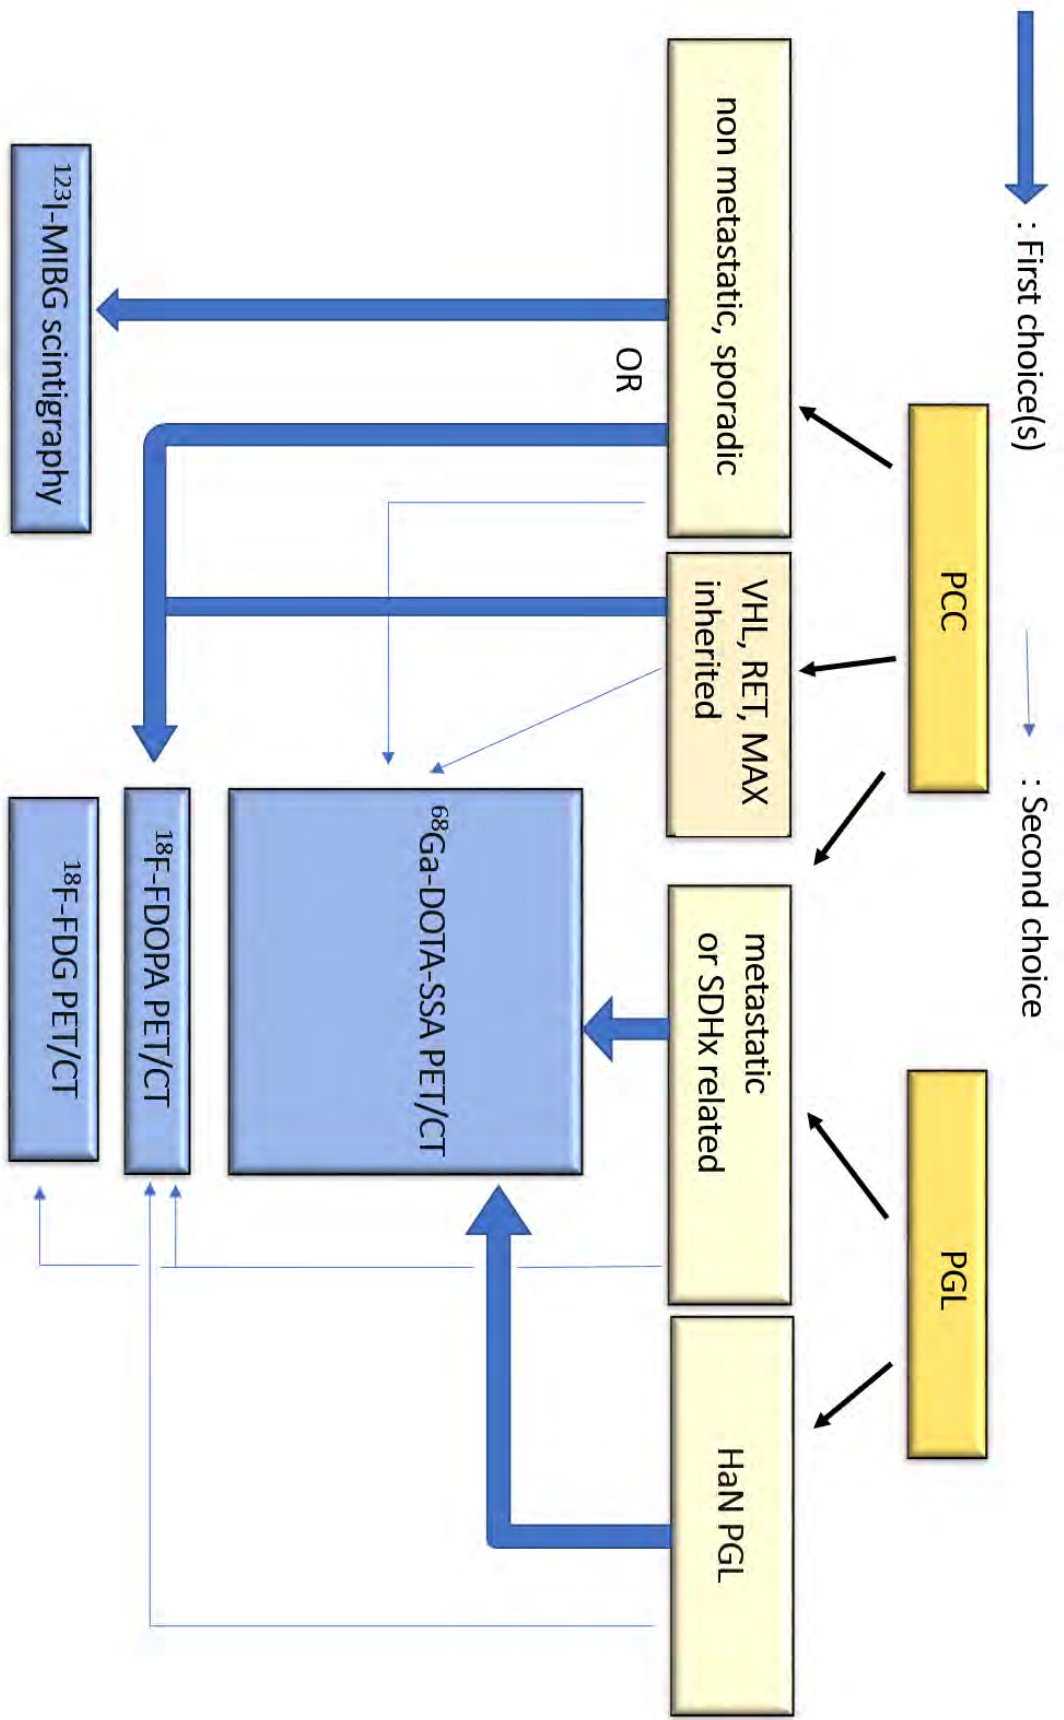 : First choice(s)
: Second choice
PCC
PGL
non metastatic, sporadic
VHL, RET, MAX
inherited
metastatic
or SDHx related
HaN PGL
OR
⁶⁸Ga-DOTA-SSA PET/CT
¹⁸F-FDOPA PET/CT
¹²³I-MIBG scintigraphy
¹⁸F-FDG PET/CT